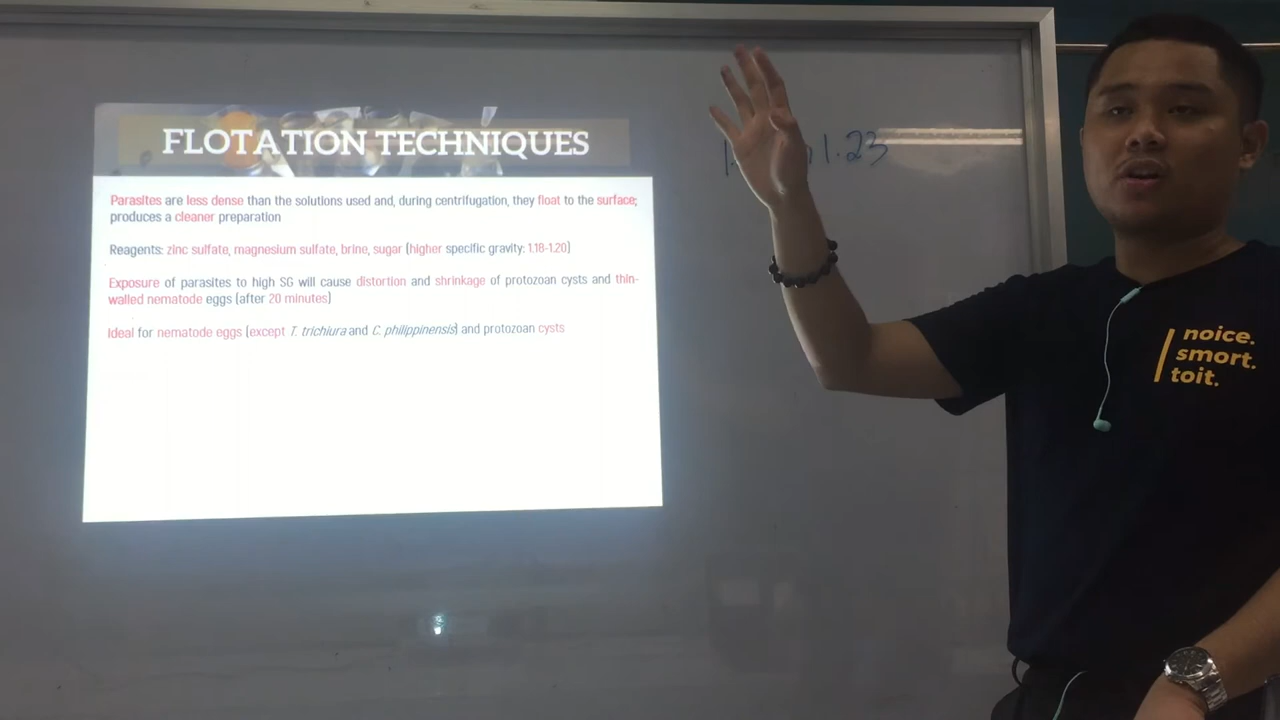 FLOTATION TECHNIQUES
Parasites are less dense than the solutions used and, during centrifugation, they float to the surface;
produces a cleaner preparation
Reagents: zinc sulfate, magnesium sulfate, brine, sugar (higher specific gravity: 1.18-1.20)
Exposure of parasites to high SG will cause distortion and shrinkage of protozoan cysts and thin-
walled nematode eggs (after 20 minutes)
Ideal for nematode eggs (except T. trichiura and C. philippinensis) and protozoan cysts
1.23
noice.
smort.
toit.